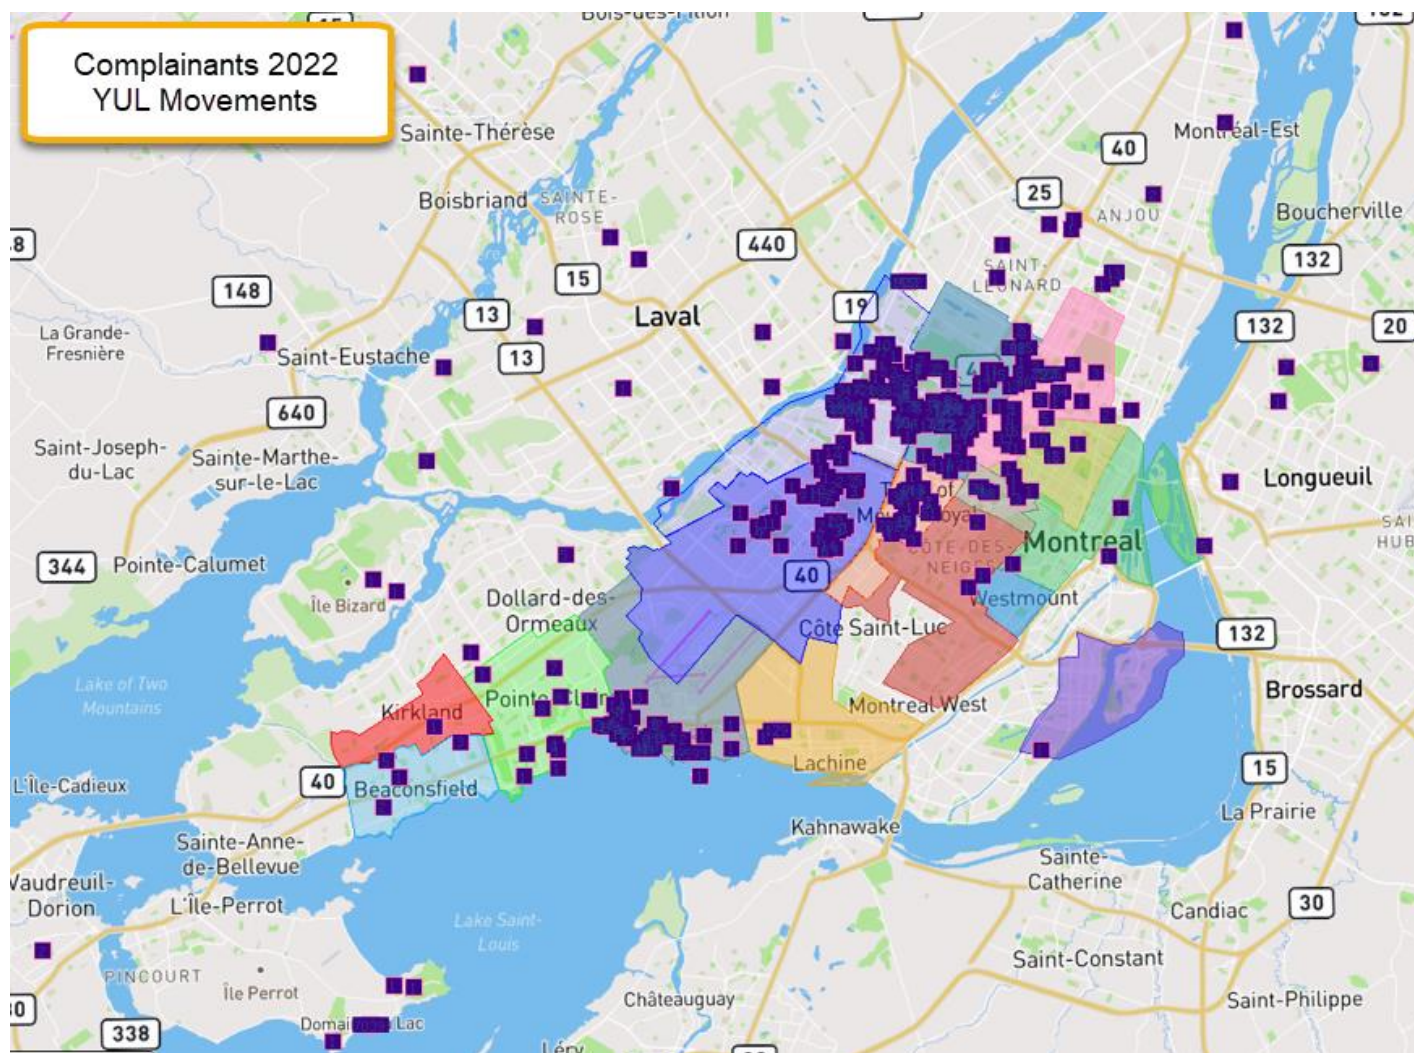 Complainants 2022
YUL Movements
Sainte-Thérèse
Montréal-Est
40
Boisbriand
SAINTE-
ROSE
25
ANJOU
Boucherville
440
132
15
148
SAINT-
LÉONARD
13
Laval
19
132
20
La Grande-
Fresnière
Saint-Eustache
13
640
Saint-Joseph-
du-Lac
Sainte-Marthe-
sur-le-Lac
Longueuil
Montreal
CÔTE-DES-
NEIGES
344
Pointe-Calumet
40
Île Bizard
Dollard-des-
Ormeaux
Westmount
Côte Saint-Luc
132
Lake of Two
Mountains
Kirkland
Brossard
Montreal West
Lachine
15
L'Île-Cadieux
40
Beaconsfield
La Prairie
Kahnawake
Sainte-Anne-
de-Bellevue
Sainte-
Catherine
Vaudreuil-
Dorion
L'Île-Perrot
30
Candiac
Lake Saint-
Louis
Saint-Constant
PINCOURT
Île Perrot
Châteauguay
Saint-Philippe
338
Léry